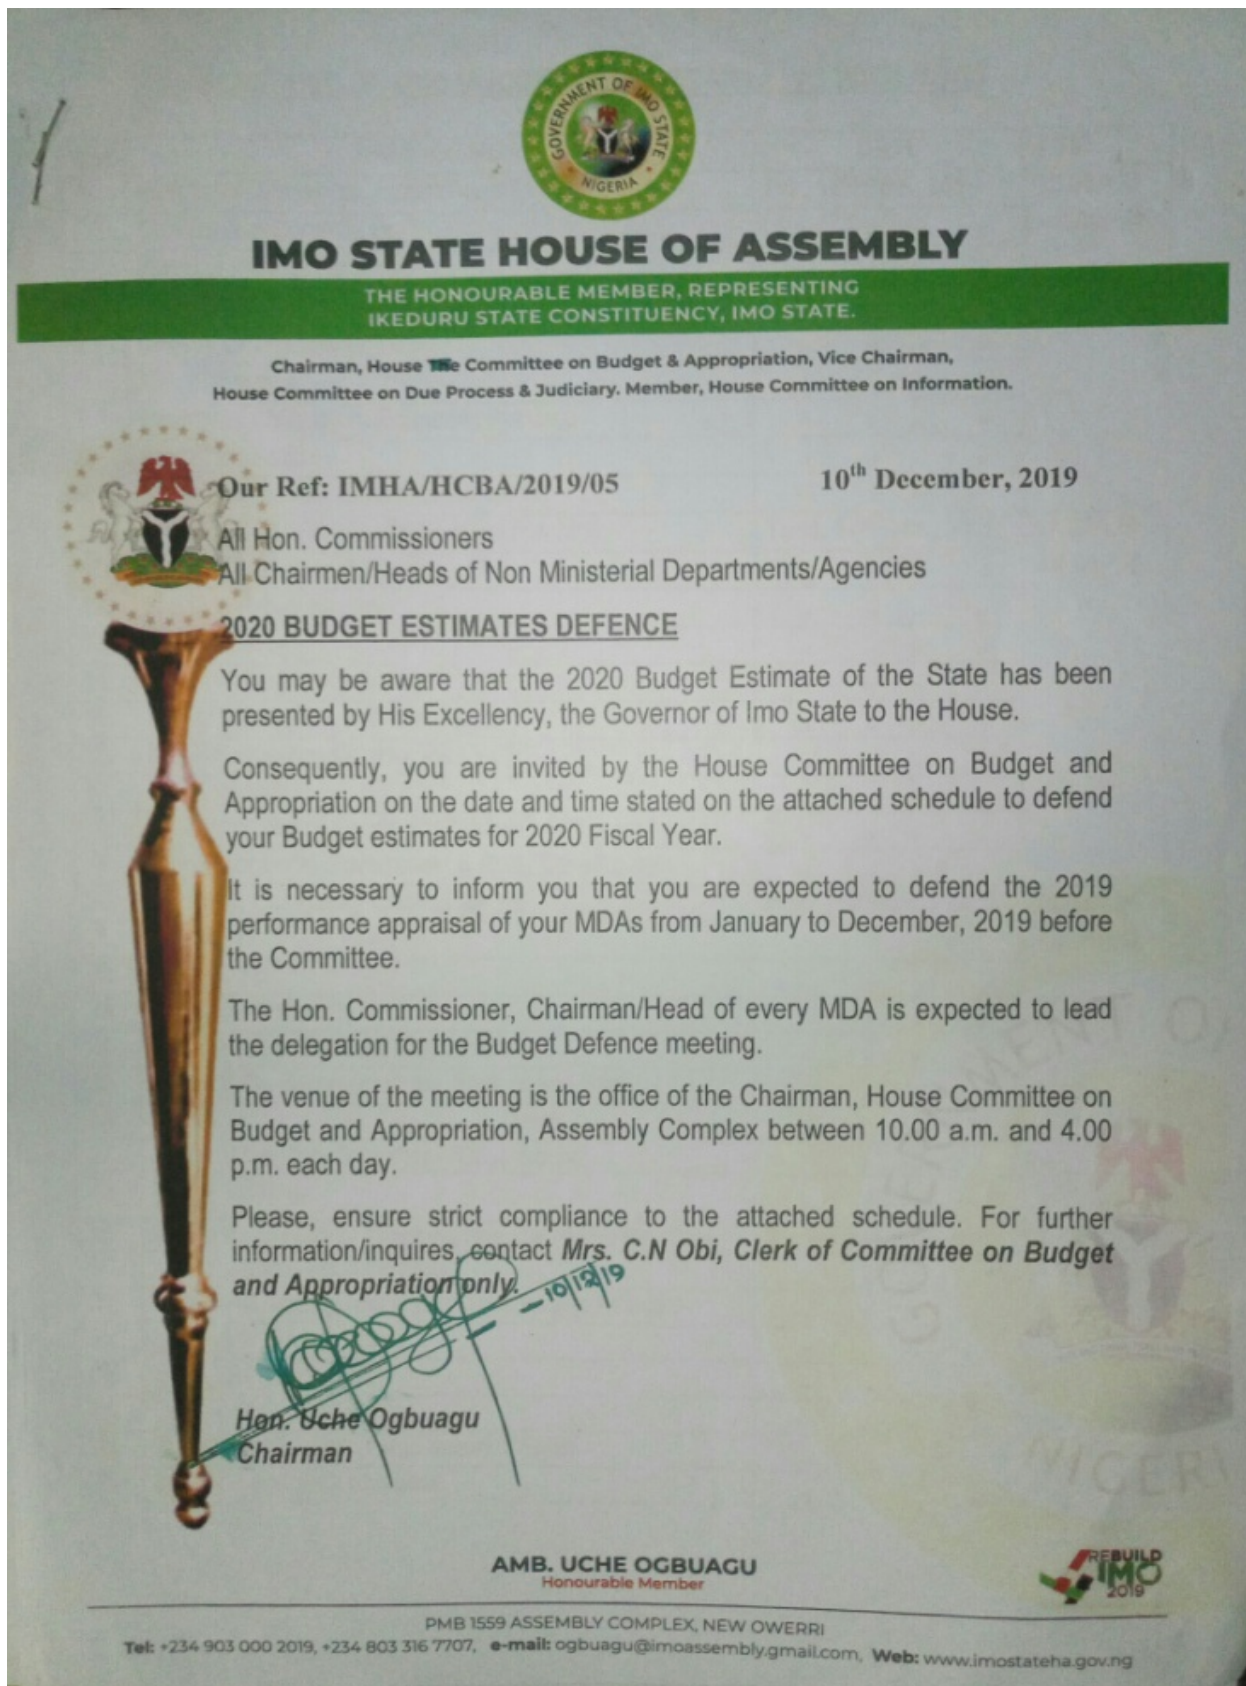 GOVERNMENT OF IMO STATE
NIGERIA
IMO STATE HOUSE OF ASSEMBLY
THE HONOURABLE MEMBER, REPRESENTING
IKEDURU STATE CONSTITUENCY, IMO STATE.
Chairman, House The Committee on Budget & Appropriation, Vice Chairman,
House Committee on Due Process & Judiciary. Member, House Committee on Information.
Our Ref: IMHA/HCBA/2019/05 10th December, 2019
All Hon. Commissioners
All Chairmen/Heads of Non Ministerial Departments/Agencies
2020 BUDGET ESTIMATES DEFENCE
You may be aware that the 2020 Budget Estimate of the State has been
presented by His Excellency, the Governor of Imo State to the House.
Consequently, you are invited by the House Committee on Budget and
Appropriation on the date and time stated on the attached schedule to defend
your Budget estimates for 2020 Fiscal Year.
It is necessary to inform you that you are expected to defend the 2019
performance appraisal of your MDAs from January to December, 2019 before
the Committee.
The Hon. Commissioner, Chairman/Head of every MDA is expected to lead
the delegation for the Budget Defence meeting.
The venue of the meeting is the office of the Chairman, House Committee on
Budget and Appropriation, Assembly Complex between 10.00 a.m. and 4.00
p.m. each day.
Please, ensure strict compliance to the attached schedule. For further
information/inquires, contact Mrs. C.N Obi, Clerk of Committee on Budget
and Appropriation only.
10/12/19
Hon. Uche Ogbuagu
Chairman
AMB. UCHE OGBUAGU
Honourable Member
REBUILD
IMO
2019
PMB 1559 ASSEMBLY COMPLEX, NEW OWERRI
Tel: +234 903 000 2019, +234 803 316 7707, e-mail: ogbuagu@imoassembly.gmail.com, Web: www.imostateha.gov.ng